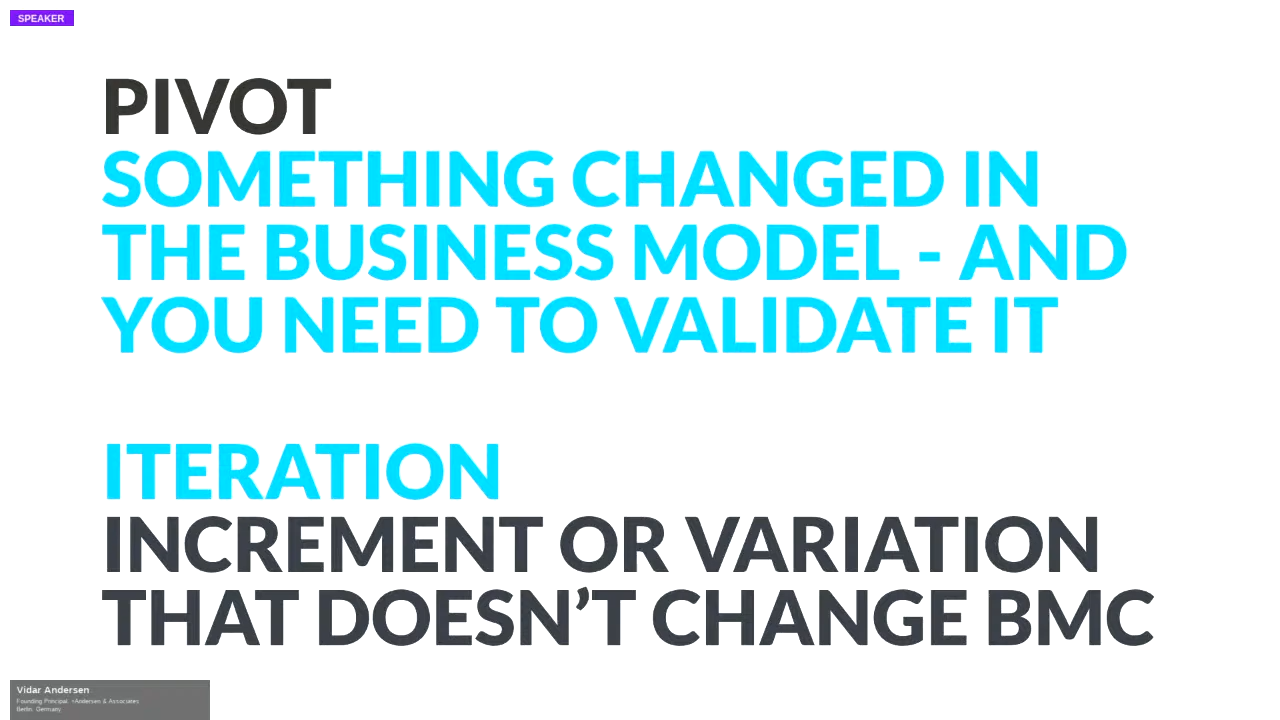 SPEAKER
PIVOT
SOMETHING CHANGED IN
THE BUSINESS MODEL - AND
YOU NEED TO VALIDATE IT
ITERATION
INCREMENT OR VARIATION
THAT DOESN’T CHANGE BMC
Vidar Andersen
Founding Principal, +Andersen & Associates
Berlin, Germany